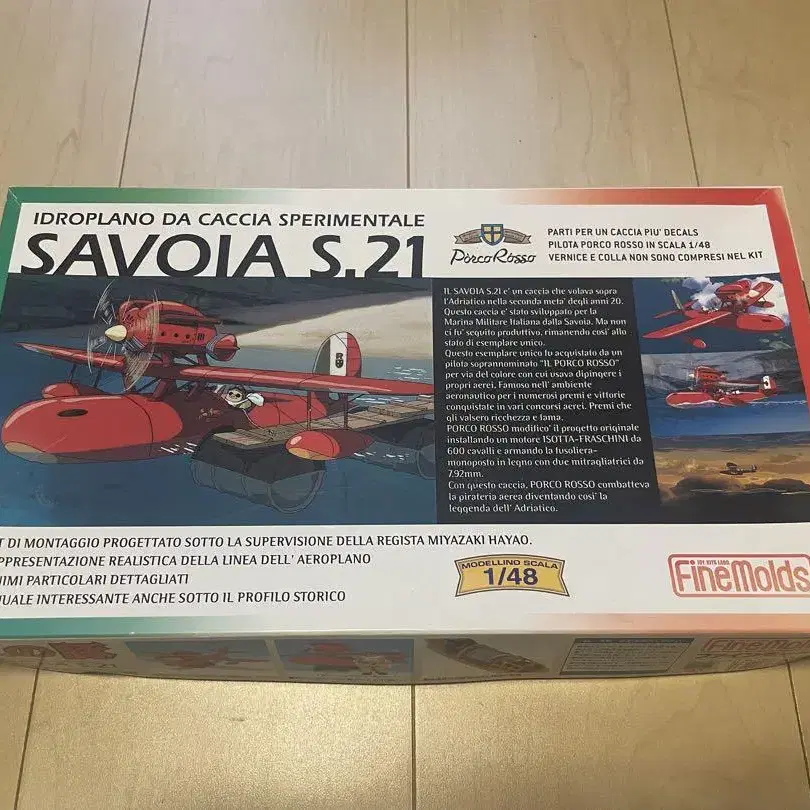 IDROPLANO DA CACCIA SPERIMENTALE
SAVOIA S.21
Porco Rosso
PARTI PER UN CACCIA PIU' DECALS
PILOTA PORCO ROSSO IN SCALA 1/48
VERNICE E COLLA NON SONO COMPRESI NEL KIT
IL SAVOIA S.21 e' un caccia che volava sopra
l'Adriatico nella seconda meta' degli anni 20.
Questo caccia e' stato sviluppato per la
Marina Militare Italiana dalla Savoia. Ma non
ci fu' seguito produttivo, rimanendo cosi' allo
stato di esemplare unico.
Questo esemplare unico fu acquistato da un
pilota soprannominato "IL PORCO ROSSO"
per via del colore con cui usava dipingere i
propri aerei. Famoso nell' ambiente
aeronautico per i numerosi premi e vittorie
conquistate in vari concorsi aerei. Premi che
gli valsero ricchezza e fama.
PORCO ROSSO modifico' il progetto originale
installando un motore ISOTTA-FRASCHINI da
600 cavalli e armando la fusoliera-
monoposto in legno con due mitragliatrici da
7.92mm.
Con questo caccia, PORCO ROSSO combatteva
la pirateria aerea diventando cosi' la
leggenda dell' Adriatico.
T DI MONTAGGIO PROGETTATO SOTTO LA SUPERVISIONE DELLA REGISTA MIYAZAKI HAYAO.
PPRESENTAZIONE REALISTICA DELLA LINEA DELL' AEROPLANO
NIMI PARTICOLARI DETTAGLIATI
UALE INTERESSANTE ANCHE SOTTO IL PROFILO STORICO
MODELLINO SCALA
1/48
FineMolds
FineMolds